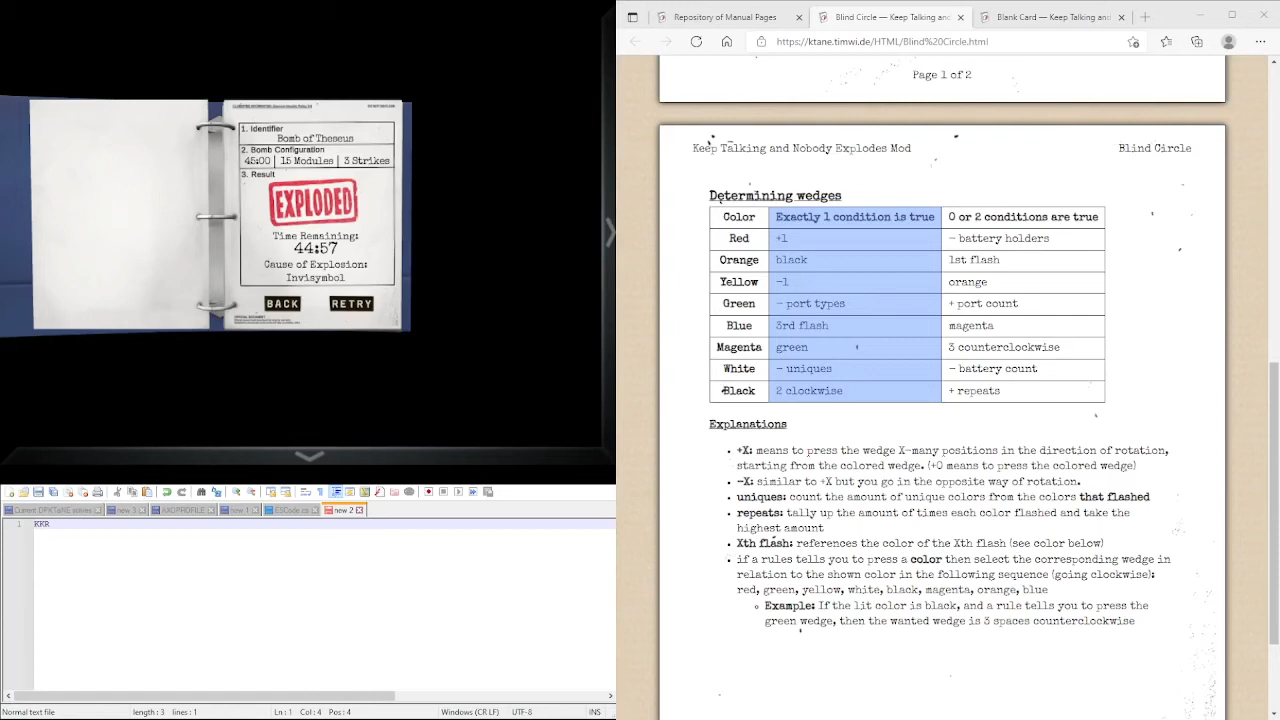 Repository of Manual Pages
Blind Circle — Keep Talking and
Blank Card — Keep Talking and
https://ktane.timwi.de/HTML/Blind%20Circle.html
Page 1 of 2
Keep Talking and Nobody Explodes Mod
Blind Circle
Determining wedges
Color Exactly 1 condition is true 0 or 2 conditions are true
Red +1 − battery holders
Orange black 1st flash
Yellow −1 orange
Green − port types + port count
Blue 3rd flash magenta
Magenta green 3 counterclockwise
White − uniques − battery count
Black 2 clockwise + repeats
Explanations
+X: means to press the wedge X-many positions in the direction of rotation,
starting from the colored wedge. (+0 means to press the colored wedge)
−X: similar to +X but you go in the opposite way of rotation.
uniques: count the amount of unique colors from the colors that flashed
repeats: tally up the amount of times each color flashed and take the
highest amount
Xth flash: references the color of the Xth flash (see color below)
if a rules tells you to press a color then select the corresponding wedge in
relation to the shown color in the following sequence (going clockwise):
red, green, yellow, white, black, magenta, orange, blue
Example: If the lit color is black, and a rule tells you to press the
green wedge, then the wanted wedge is 3 spaces counterclockwise
1. Identifier
Bomb of Theseus
2. Bomb Configuration
45:00 | 15 Modules | 3 Strikes
3. Result
EXPLODED
Time Remaining:
44:57
Cause of Explosion:
Invisymbol
BACK RETRY
new 3
AXOPROFILE
new 1
ESCode.cs
new 2
1 KKR
Normal text file
length : 3 lines : 1
Ln : 1 Col : 4 Pos : 4
Windows (CR LF)
UTF-8
INS